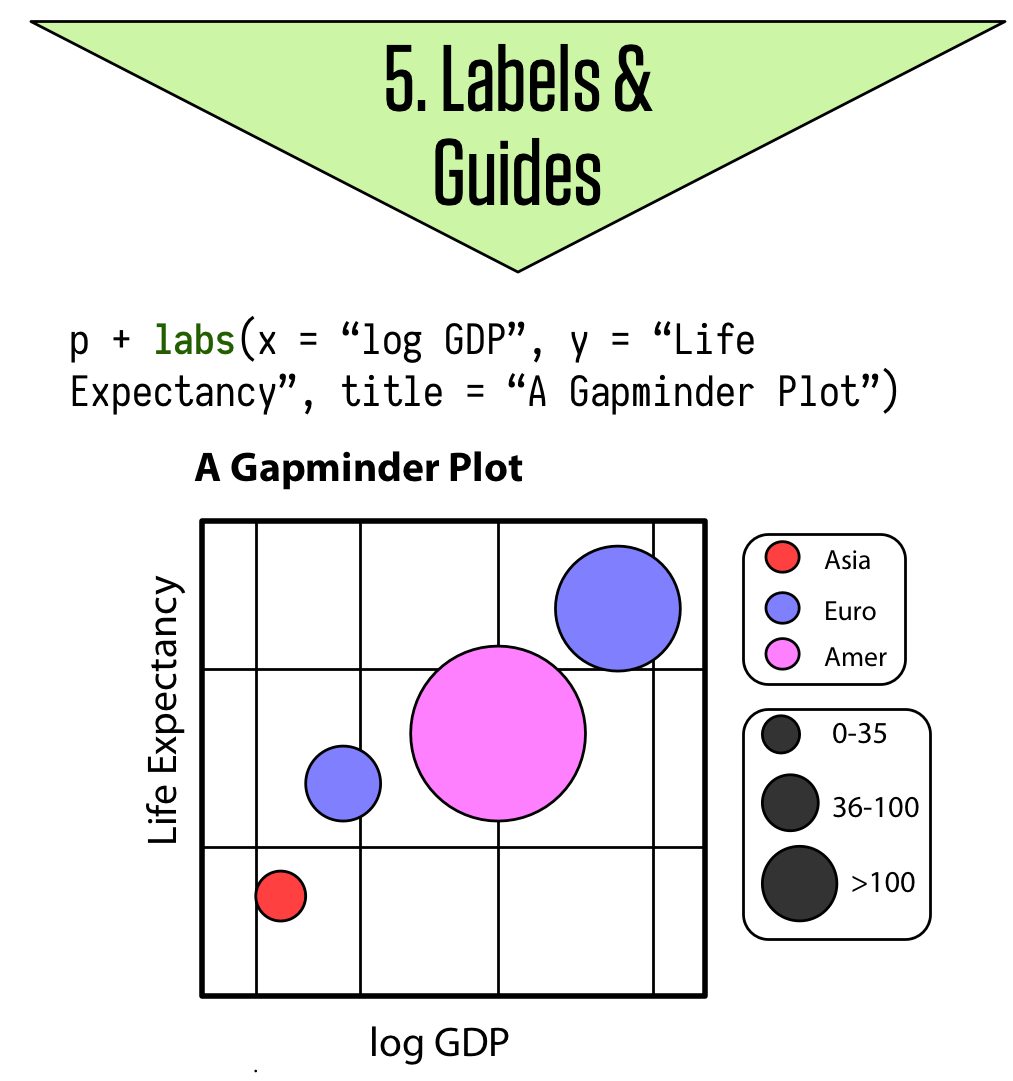 5. Labels &
Guides
p + labs(x = “log GDP”, y = “Life
Expectancy”, title = “A Gapminder Plot”)
A Gapminder Plot
Life Expectancy
Asia
Euro
Amer
0-35
36-100
>100
log GDP